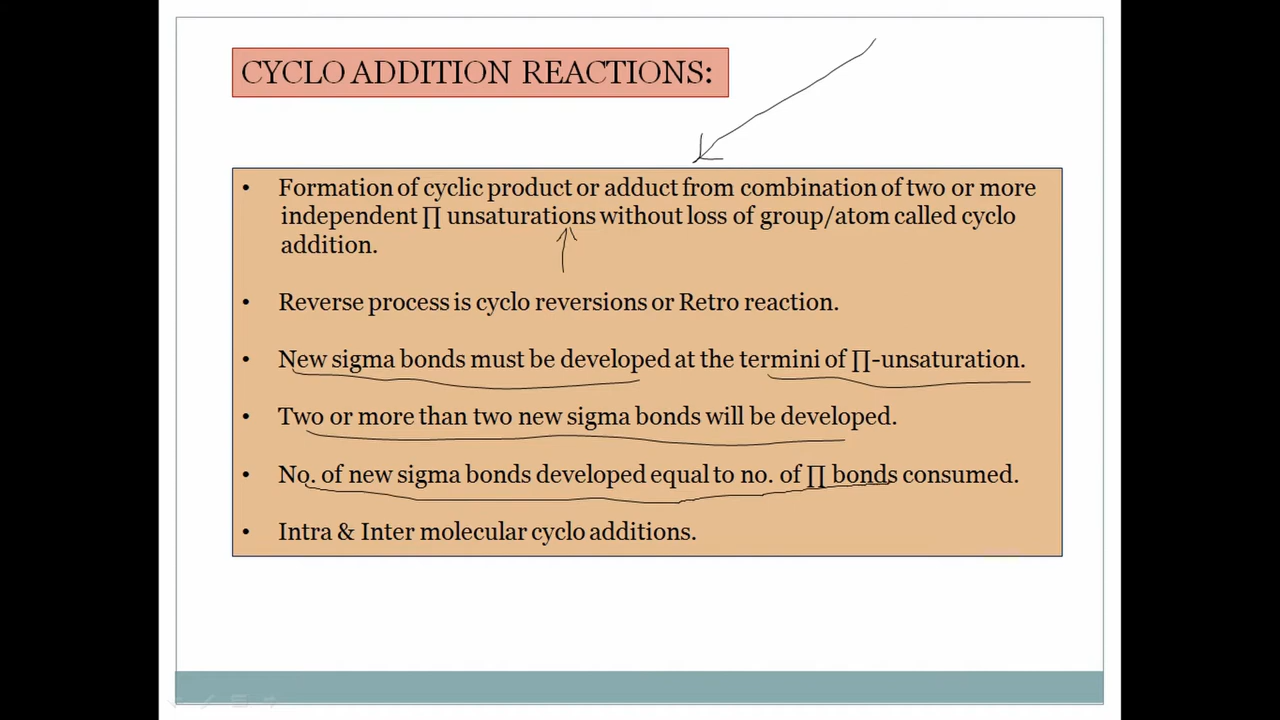 CYCLO ADDITION REACTIONS:
• Formation of cyclic product or adduct from combination of two or more
independent ∏ unsaturations without loss of group/atom called cyclo
addition.
• Reverse process is cyclo reversions or Retro reaction.
• New sigma bonds must be developed at the termini of ∏-unsaturation.
• Two or more than two new sigma bonds will be developed.
• No. of new sigma bonds developed equal to no. of ∏ bonds consumed.
• Intra & Inter molecular cyclo additions.